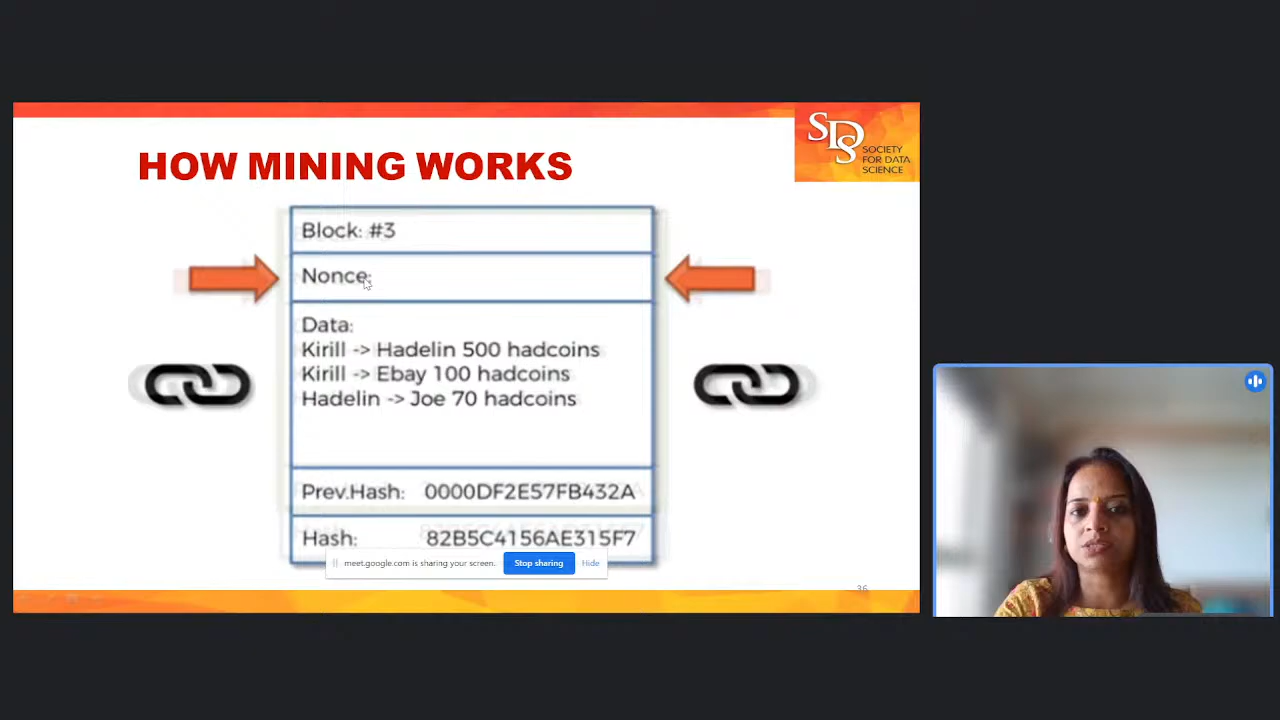 HOW MINING WORKS
SDS
SOCIETY
FOR DATA
SCIENCE
Block: #3
Nonce:
Data:
Kirill -> Hadelin 500 hadcoins
Kirill -> Ebay 100 hadcoins
Hadelin -> Joe 70 hadcoins
Prev.Hash: 0000DF2E57FB432A
Hash: 82B5C4156AE315F7
meet.google.com is sharing your screen. Stop sharing Hide
36